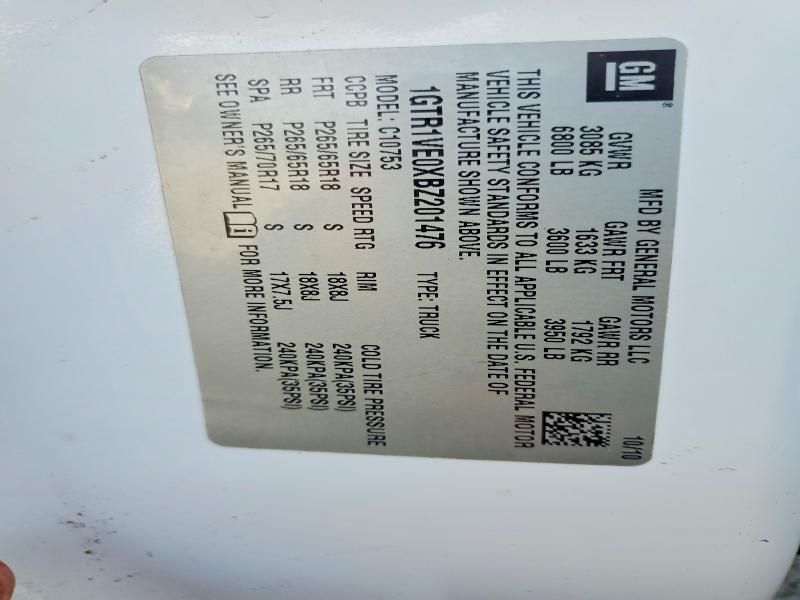 GM ®
MFD BY GENERAL MOTORS LLC 10/10
GVWR GAWR FRT GAWR RR
3085 KG 1633 KG 1792 KG
6800 LB 3600 LB 3950 LB
THIS VEHICLE CONFORMS TO ALL APPLICABLE U.S. FEDERAL MOTOR
VEHICLE SAFETY STANDARDS IN EFFECT ON THE DATE OF
MANUFACTURE SHOWN ABOVE.
1GTR1VE0XBZ201476 TYPE: TRUCK
MODEL: C10753
CCPB TIRE SIZE SPEED RTG RIM COLD TIRE PRESSURE
FRT P265/65R18 S 18X8J 240KPA(35PSI)
RR P265/65R18 S 18X8J 240KPA(35PSI)
SPA P265/70R17 S 17X7.5J 240KPA(35PSI)
SEE OWNER'S MANUAL i FOR MORE INFORMATION.